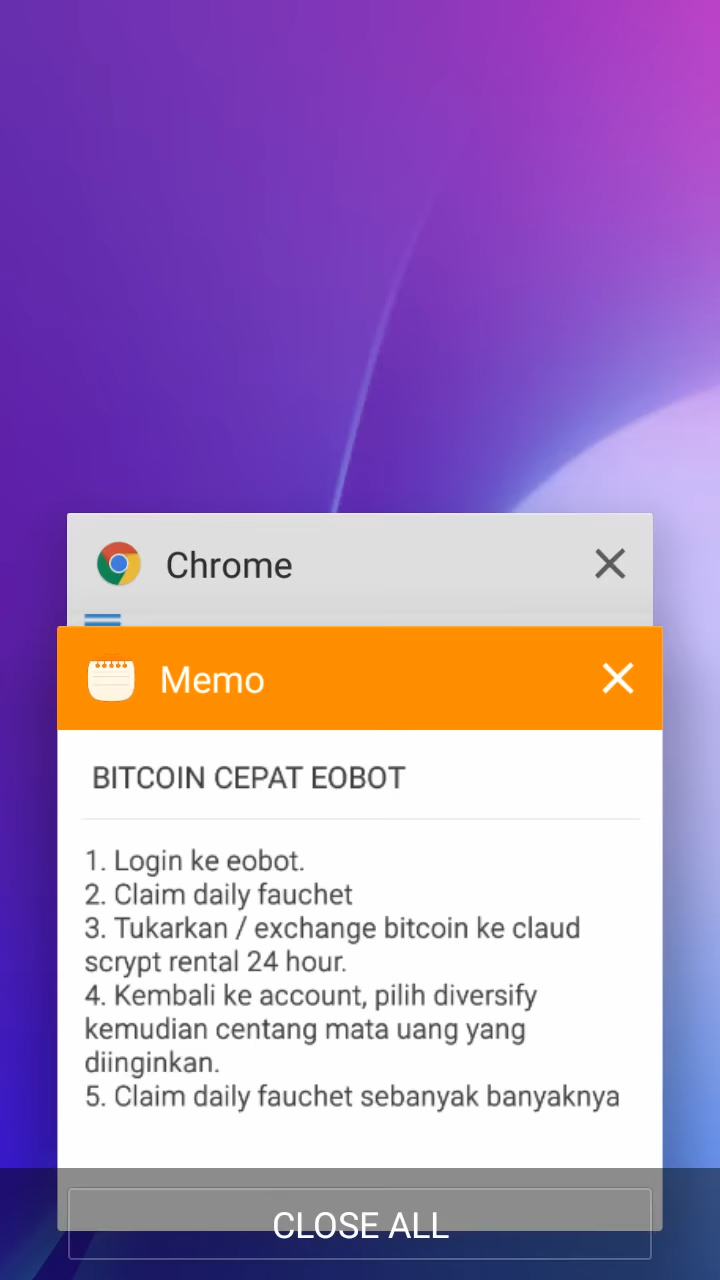 Chrome
Memo
BITCOIN CEPAT EOBOT
1. Login ke eobot.
2. Claim daily fauchet
3. Tukarkan / exchange bitcoin ke claud
scrypt rental 24 hour.
4. Kembali ke account, pilih diversify
kemudian centang mata uang yang
diinginkan.
5. Claim daily fauchet sebanyak banyaknya
CLOSE ALL